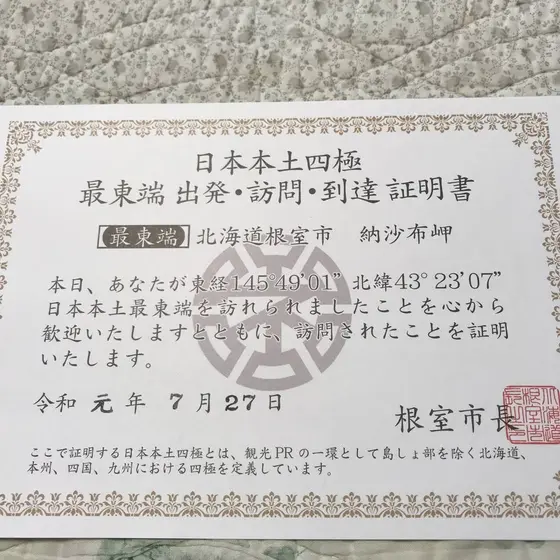 日本本土四極
最東端 出発・訪問・到達 証明書
最東端 北海道根室市 納沙布岬
本日、あなたが東経145°49'01" 北緯43°23'07"
日本本土最東端を訪れられましたことを心から
歓迎いたしますとともに、訪問されたことを証明
いたします。
令和 元 年 7 月 27 日
根室市長
ここで証明する日本本土四極とは、観光PRの一環として島しょ部を除く北海道、
本州、四国、九州における四極を定義しています。